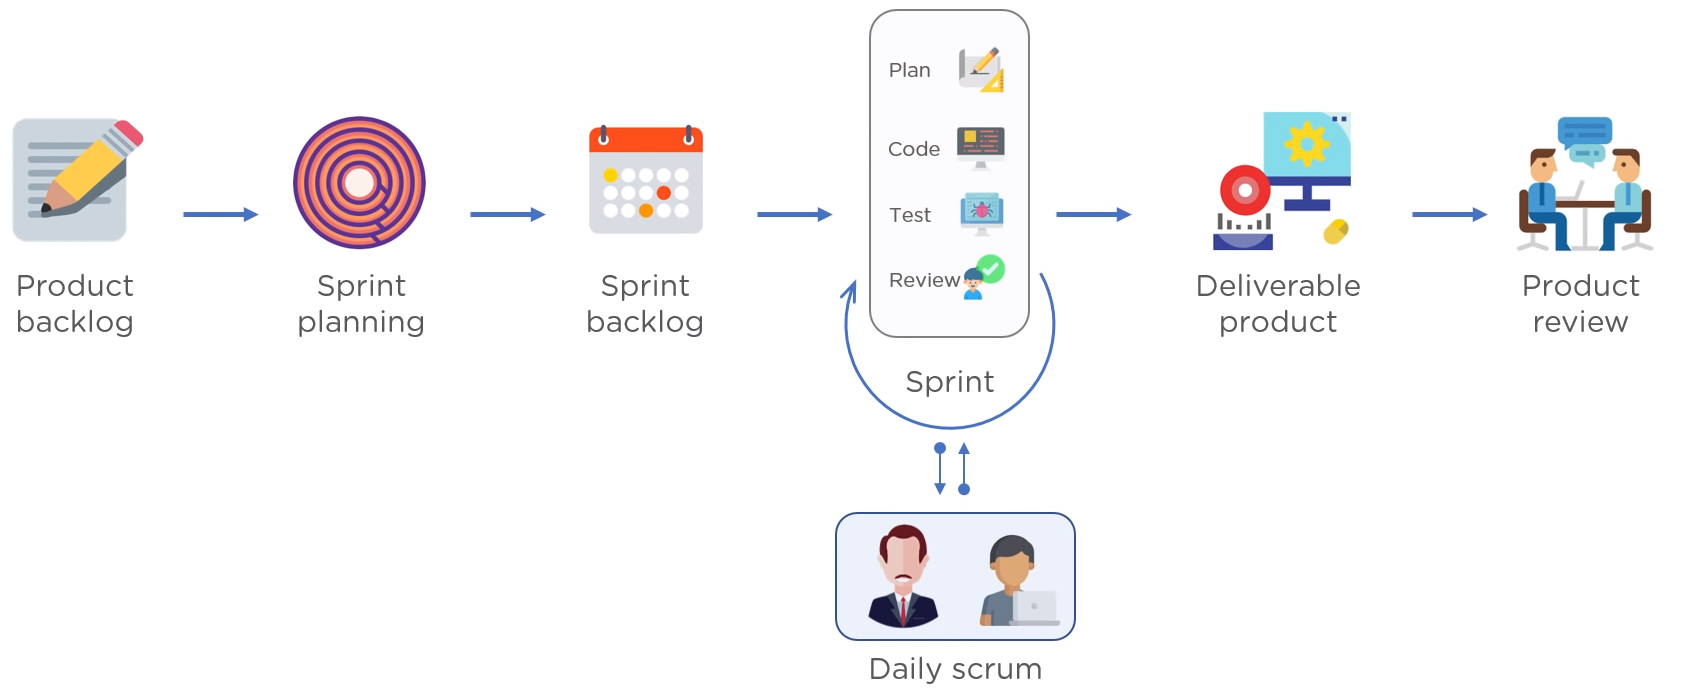 Plan
Code
Test
Review
Product
backlog
Sprint
planning
Sprint
backlog
Sprint
Deliverable
product
Product
review
Daily scrum